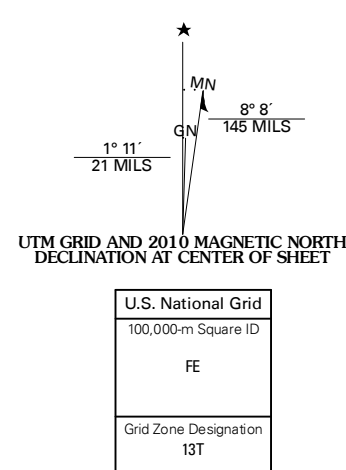 ★
MN
8° 8´
145 MILS
GN
1° 11´
21 MILS
UTM GRID AND 2010 MAGNETIC NORTH
DECLINATION AT CENTER OF SHEET
U.S. National Grid
100,000-m Square ID
FE
Grid Zone Designation
13T